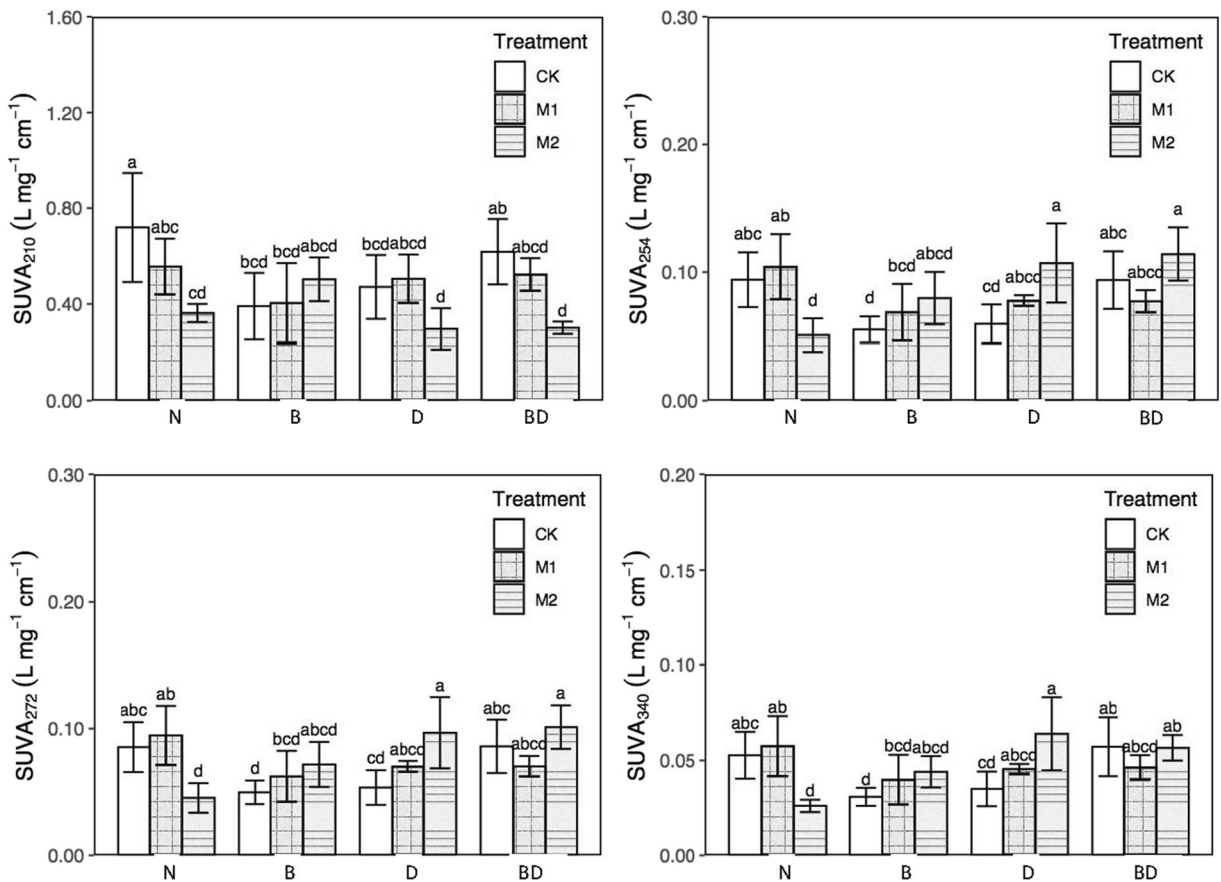 SUVA₂₁₀ (L mg⁻¹ cm⁻¹)
1.60
1.20
0.80
0.40
0.00
Treatment
CK
M1
M2
a
abc
cd
bcd bcd abcd
bcd abcd
d
ab
abcd
d
N B D BD
SUVA₂₅₄ (L mg⁻¹ cm⁻¹)
0.30
0.20
0.10
0.00
Treatment
CK
M1
M2
abc
ab
d
d
bcd
abcd
cd
abcd
a
abc
abcd
a
N B D BD
SUVA₂₇₂ (L mg⁻¹ cm⁻¹)
0.30
0.20
0.10
0.00
Treatment
CK
M1
M2
abc
ab
d
d
bcd
abcd
cd
abcd
a
abc
abcd
a
N B D BD
SUVA₃₄₀ (L mg⁻¹ cm⁻¹)
0.20
0.15
0.10
0.05
0.00
Treatment
CK
M1
M2
abc
ab
d
d
bcd
abcd
cd
abcd
a
ab
abcd
ab
N B D BD